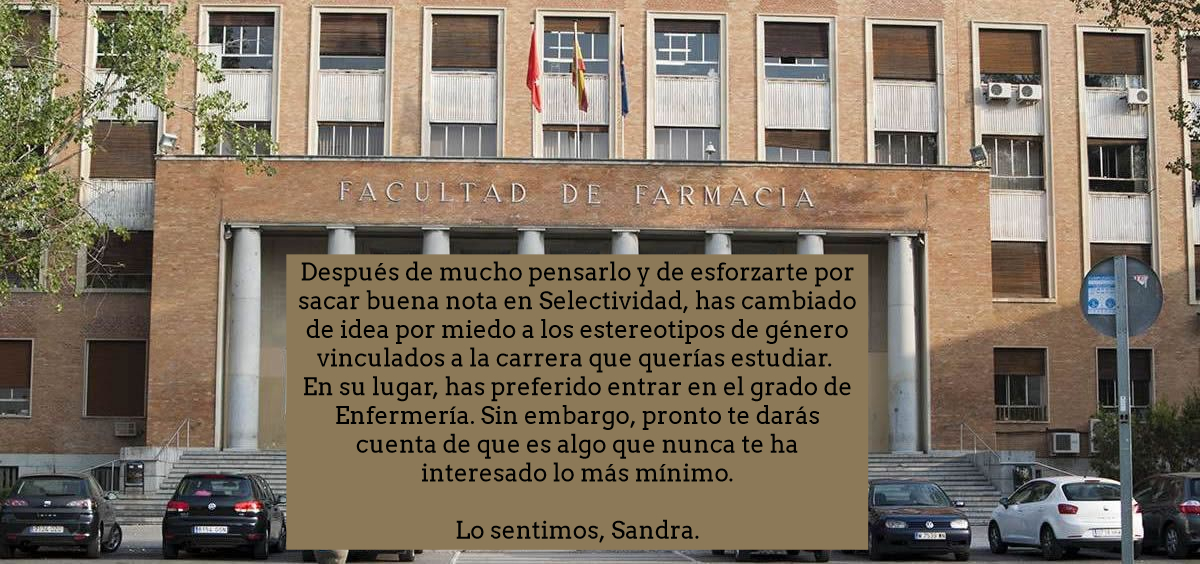 FACULTAD DE FARMACIA
Después de mucho pensarlo y de esforzarte por
sacar buena nota en Selectividad, has cambiado
de idea por miedo a los estereotipos de género
vinculados a la carrera que querías estudiar.
En su lugar, has preferido entrar en el grado de
Enfermería. Sin embargo, pronto te darás
cuenta de que es algo que nunca te ha
interesado lo más mínimo.
Lo sentimos, Sandra.